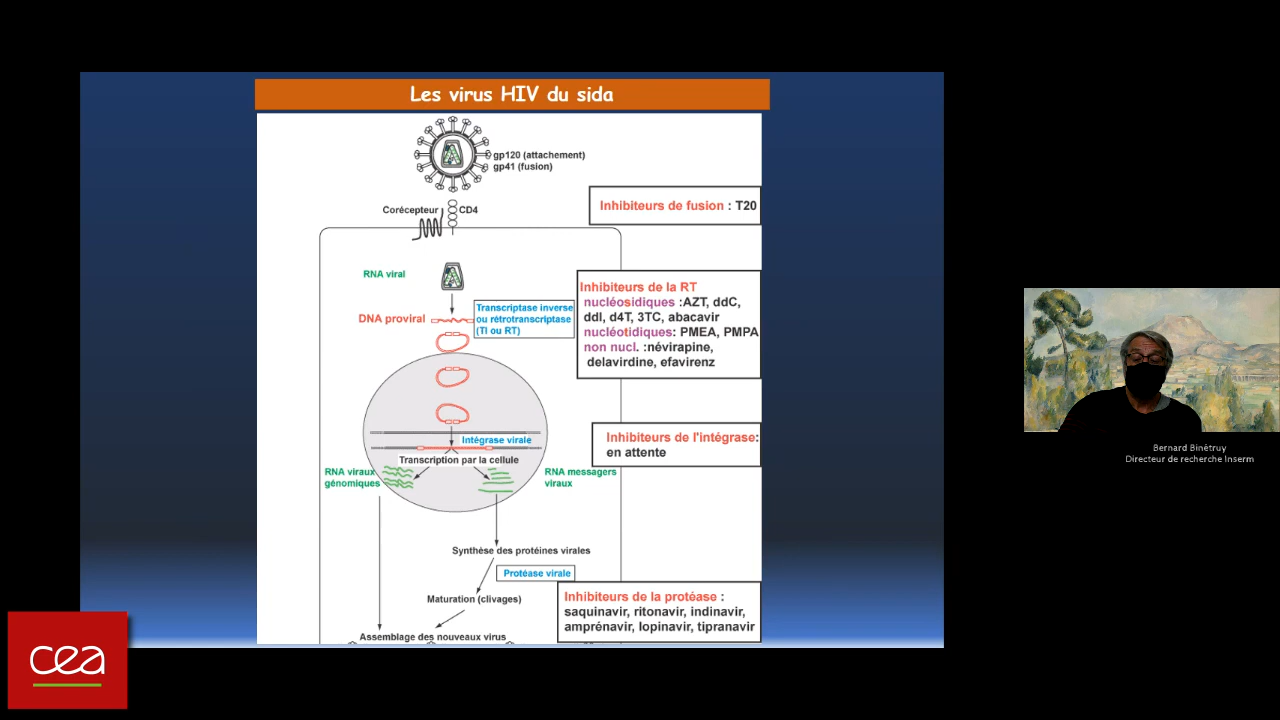 Les virus HIV du sida
gp120 (attachement)
gp41 (fusion)
Corécepteur
CD4
Inhibiteurs de fusion : T20
RNA viral
DNA proviral
Transcriptase inverse
ou rétrotranscriptase
(TI ou RT)
Inhibiteurs de la RT
nucléosidiques :AZT, ddC,
ddI, d4T, 3TC, abacavir
nucléotidiques: PMEA, PMPA
non nucl. :névirapine,
delavirdine, efavirenz
Intégrase virale
Transcription par la cellule
Inhibiteurs de l'intégrase:
en attente
RNA viraux
génomiques
RNA messagers
viraux
Synthèse des protéines virales
Protéase virale
Maturation (clivages)
Inhibiteurs de la protéase :
saquinavir, ritonavir, indinavir,
amprénavir, lopinavir, tipranavir
Assemblage des nouveaux virus
Bernard Binétruy
Directeur de recherche Inserm
cea